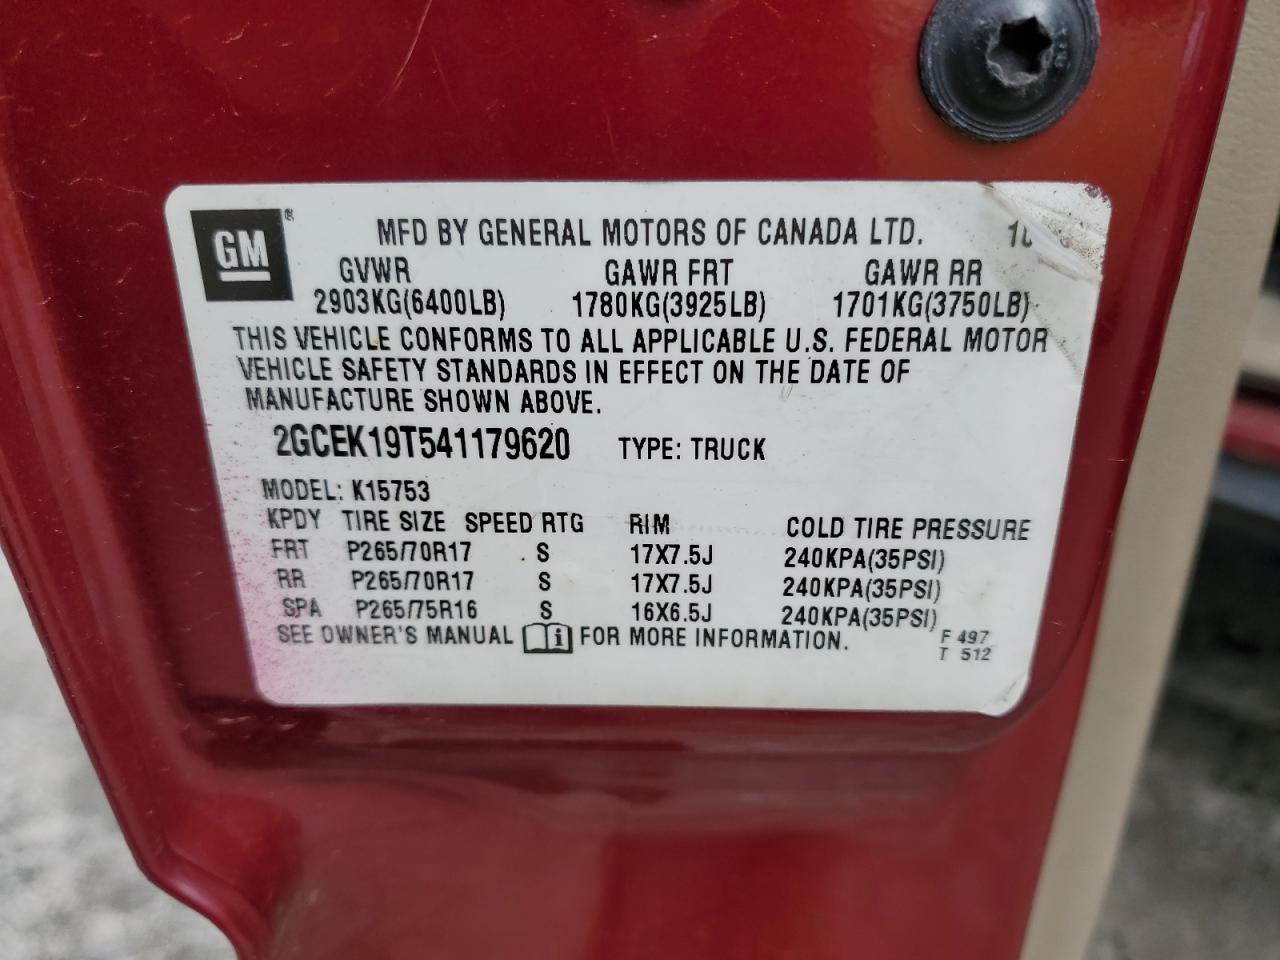 GM ®
MFD BY GENERAL MOTORS OF CANADA LTD. 10
GVWR GAWR FRT GAWR RR
2903KG(6400LB) 1780KG(3925LB) 1701KG(3750LB)
THIS VEHICLE CONFORMS TO ALL APPLICABLE U.S. FEDERAL MOTOR
VEHICLE SAFETY STANDARDS IN EFFECT ON THE DATE OF
MANUFACTURE SHOWN ABOVE.
2GCEK19T541179620 TYPE: TRUCK
MODEL: K15753
KPDY TIRE SIZE SPEED RTG RIM COLD TIRE PRESSURE
FRT P265/70R17 S 17X7.5J 240KPA(35PSI)
RR P265/70R17 S 17X7.5J 240KPA(35PSI)
SPA P265/75R16 S 16X6.5J 240KPA(35PSI)
SEE OWNER'S MANUAL i FOR MORE INFORMATION.
F 497
T 512